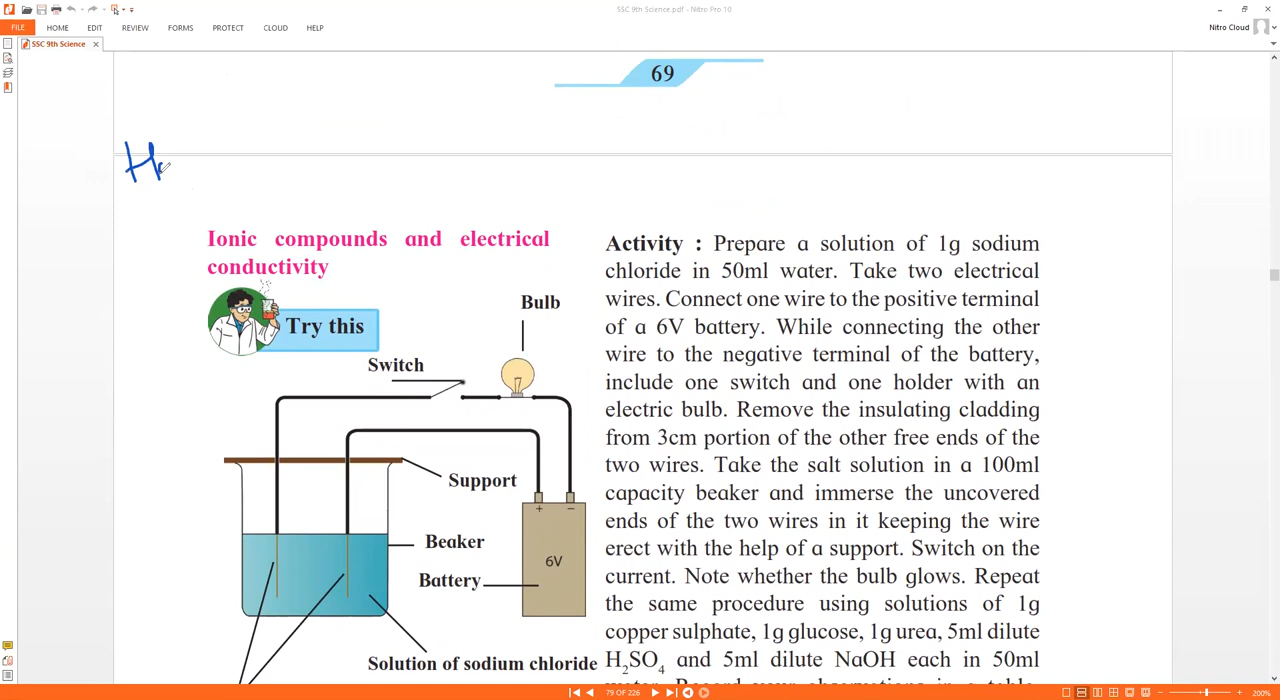 SSC 9th Science.pdf - Nitro Pro 10
FILE HOME EDIT REVIEW FORMS PROTECT CLOUD HELP
Nitro Cloud
SSC 9th Science
69
Ionic compounds and electrical
conductivity
Try this
Bulb
Switch
Support
Beaker
Battery
6V
+ −
Solution of sodium chloride
Activity : Prepare a solution of 1g sodium
chloride in 50ml water. Take two electrical
wires. Connect one wire to the positive terminal
of a 6V battery. While connecting the other
wire to the negative terminal of the battery,
include one switch and one holder with an
electric bulb. Remove the insulating cladding
from 3cm portion of the other free ends of the
two wires. Take the salt solution in a 100ml
capacity beaker and immerse the uncovered
ends of the two wires in it keeping the wire
erect with the help of a support. Switch on the
current. Note whether the bulb glows. Repeat
the same procedure using solutions of 1g
copper sulphate, 1g glucose, 1g urea, 5ml dilute
H₂SO₄ and 5ml dilute NaOH each in 50ml
79 OF 226
200%